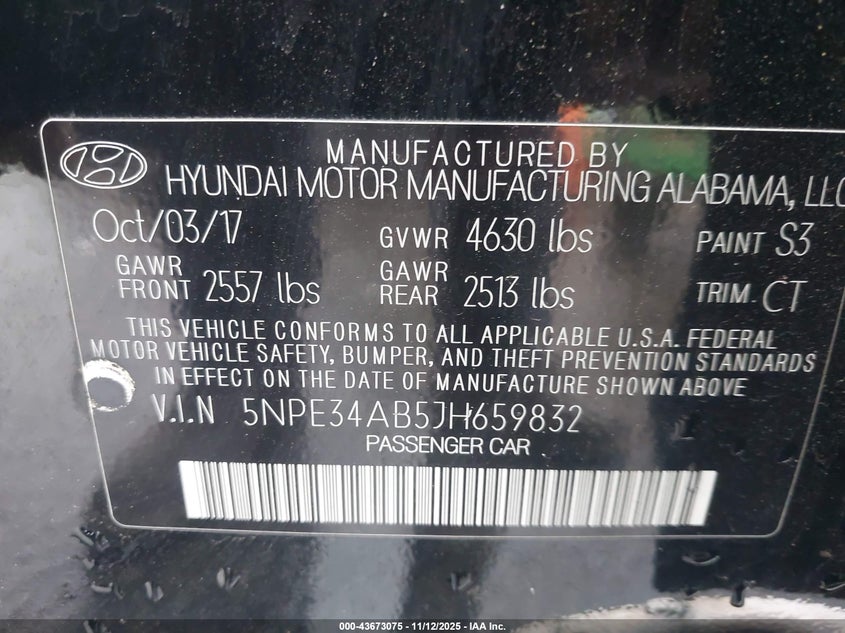 MANUFACTURED BY
HYUNDAI MOTOR MANUFACTURING ALABAMA, LLC
Oct/03/17 GVWR 4630 lbs PAINT S3
GAWR FRONT 2557 lbs GAWR REAR 2513 lbs TRIM CT
THIS VEHICLE CONFORMS TO ALL APPLICABLE U.S.A. FEDERAL
MOTOR VEHICLE SAFETY, BUMPER, AND THEFT PREVENTION STANDARDS
IN EFFECT ON THE DATE OF MANUFACTURE SHOWN ABOVE
V.I.N 5NPE34AB5JH659832
PASSENGER CAR
000-43673075 - 11/12/2025 - IAA Inc.